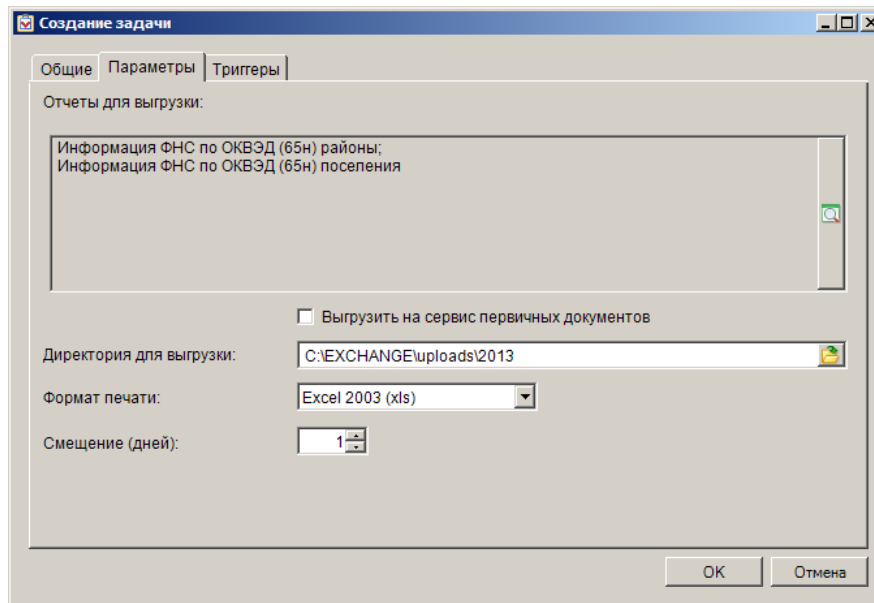 Создание задачи
Общие Параметры Триггеры
Отчеты для выгрузки:
Информация ФНС по ОКВЭД (65н) районы;
Информация ФНС по ОКВЭД (65н) поселения
Выгрузить на сервис первичных документов
Директория для выгрузки: C:\EXCHANGE\uploads\2013
Формат печати: Excel 2003 (xls)
Смещение (дней): 1
OK Отмена